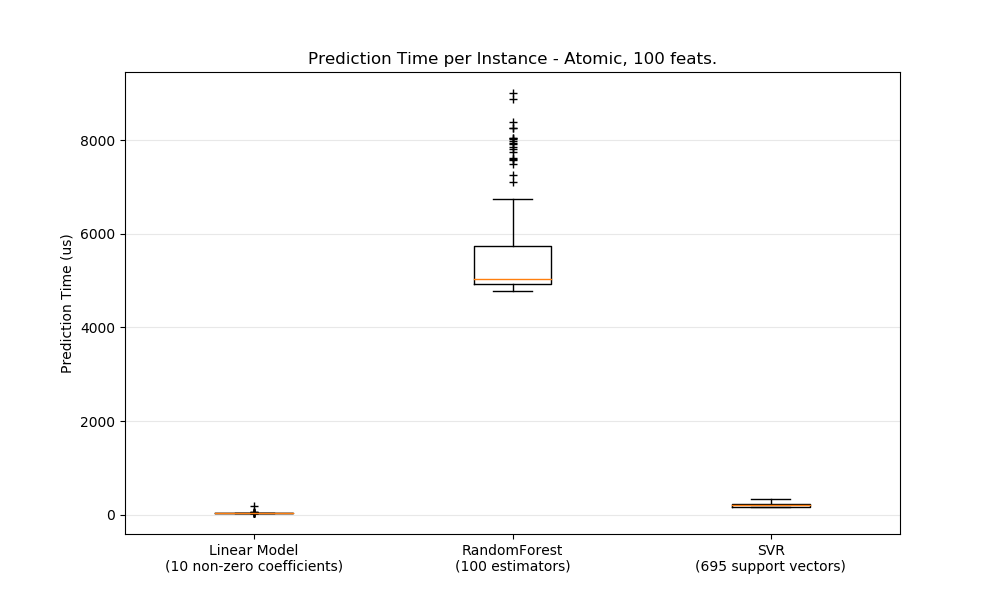 Prediction Time per Instance - Atomic, 100 feats.
Prediction Time (us)
8000
6000
4000
2000
0
Linear Model
(10 non-zero coefficients)
RandomForest
(100 estimators)
SVR
(695 support vectors)